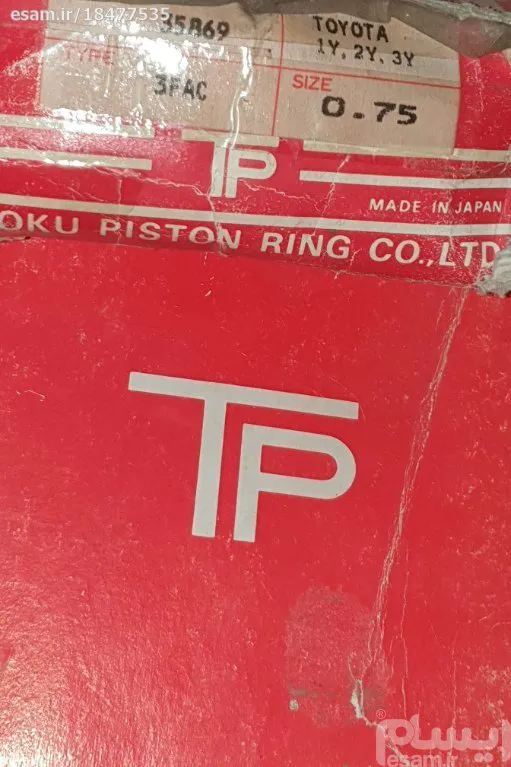 esam.ir/18477535
35869
TOYOTA
1Y, 2Y, 3Y
TYPE
3FAC
SIZE
0.75
TP
MADE IN JAPAN
OKU PISTON RING CO.,LTD
TP
ایسام
esam.ir